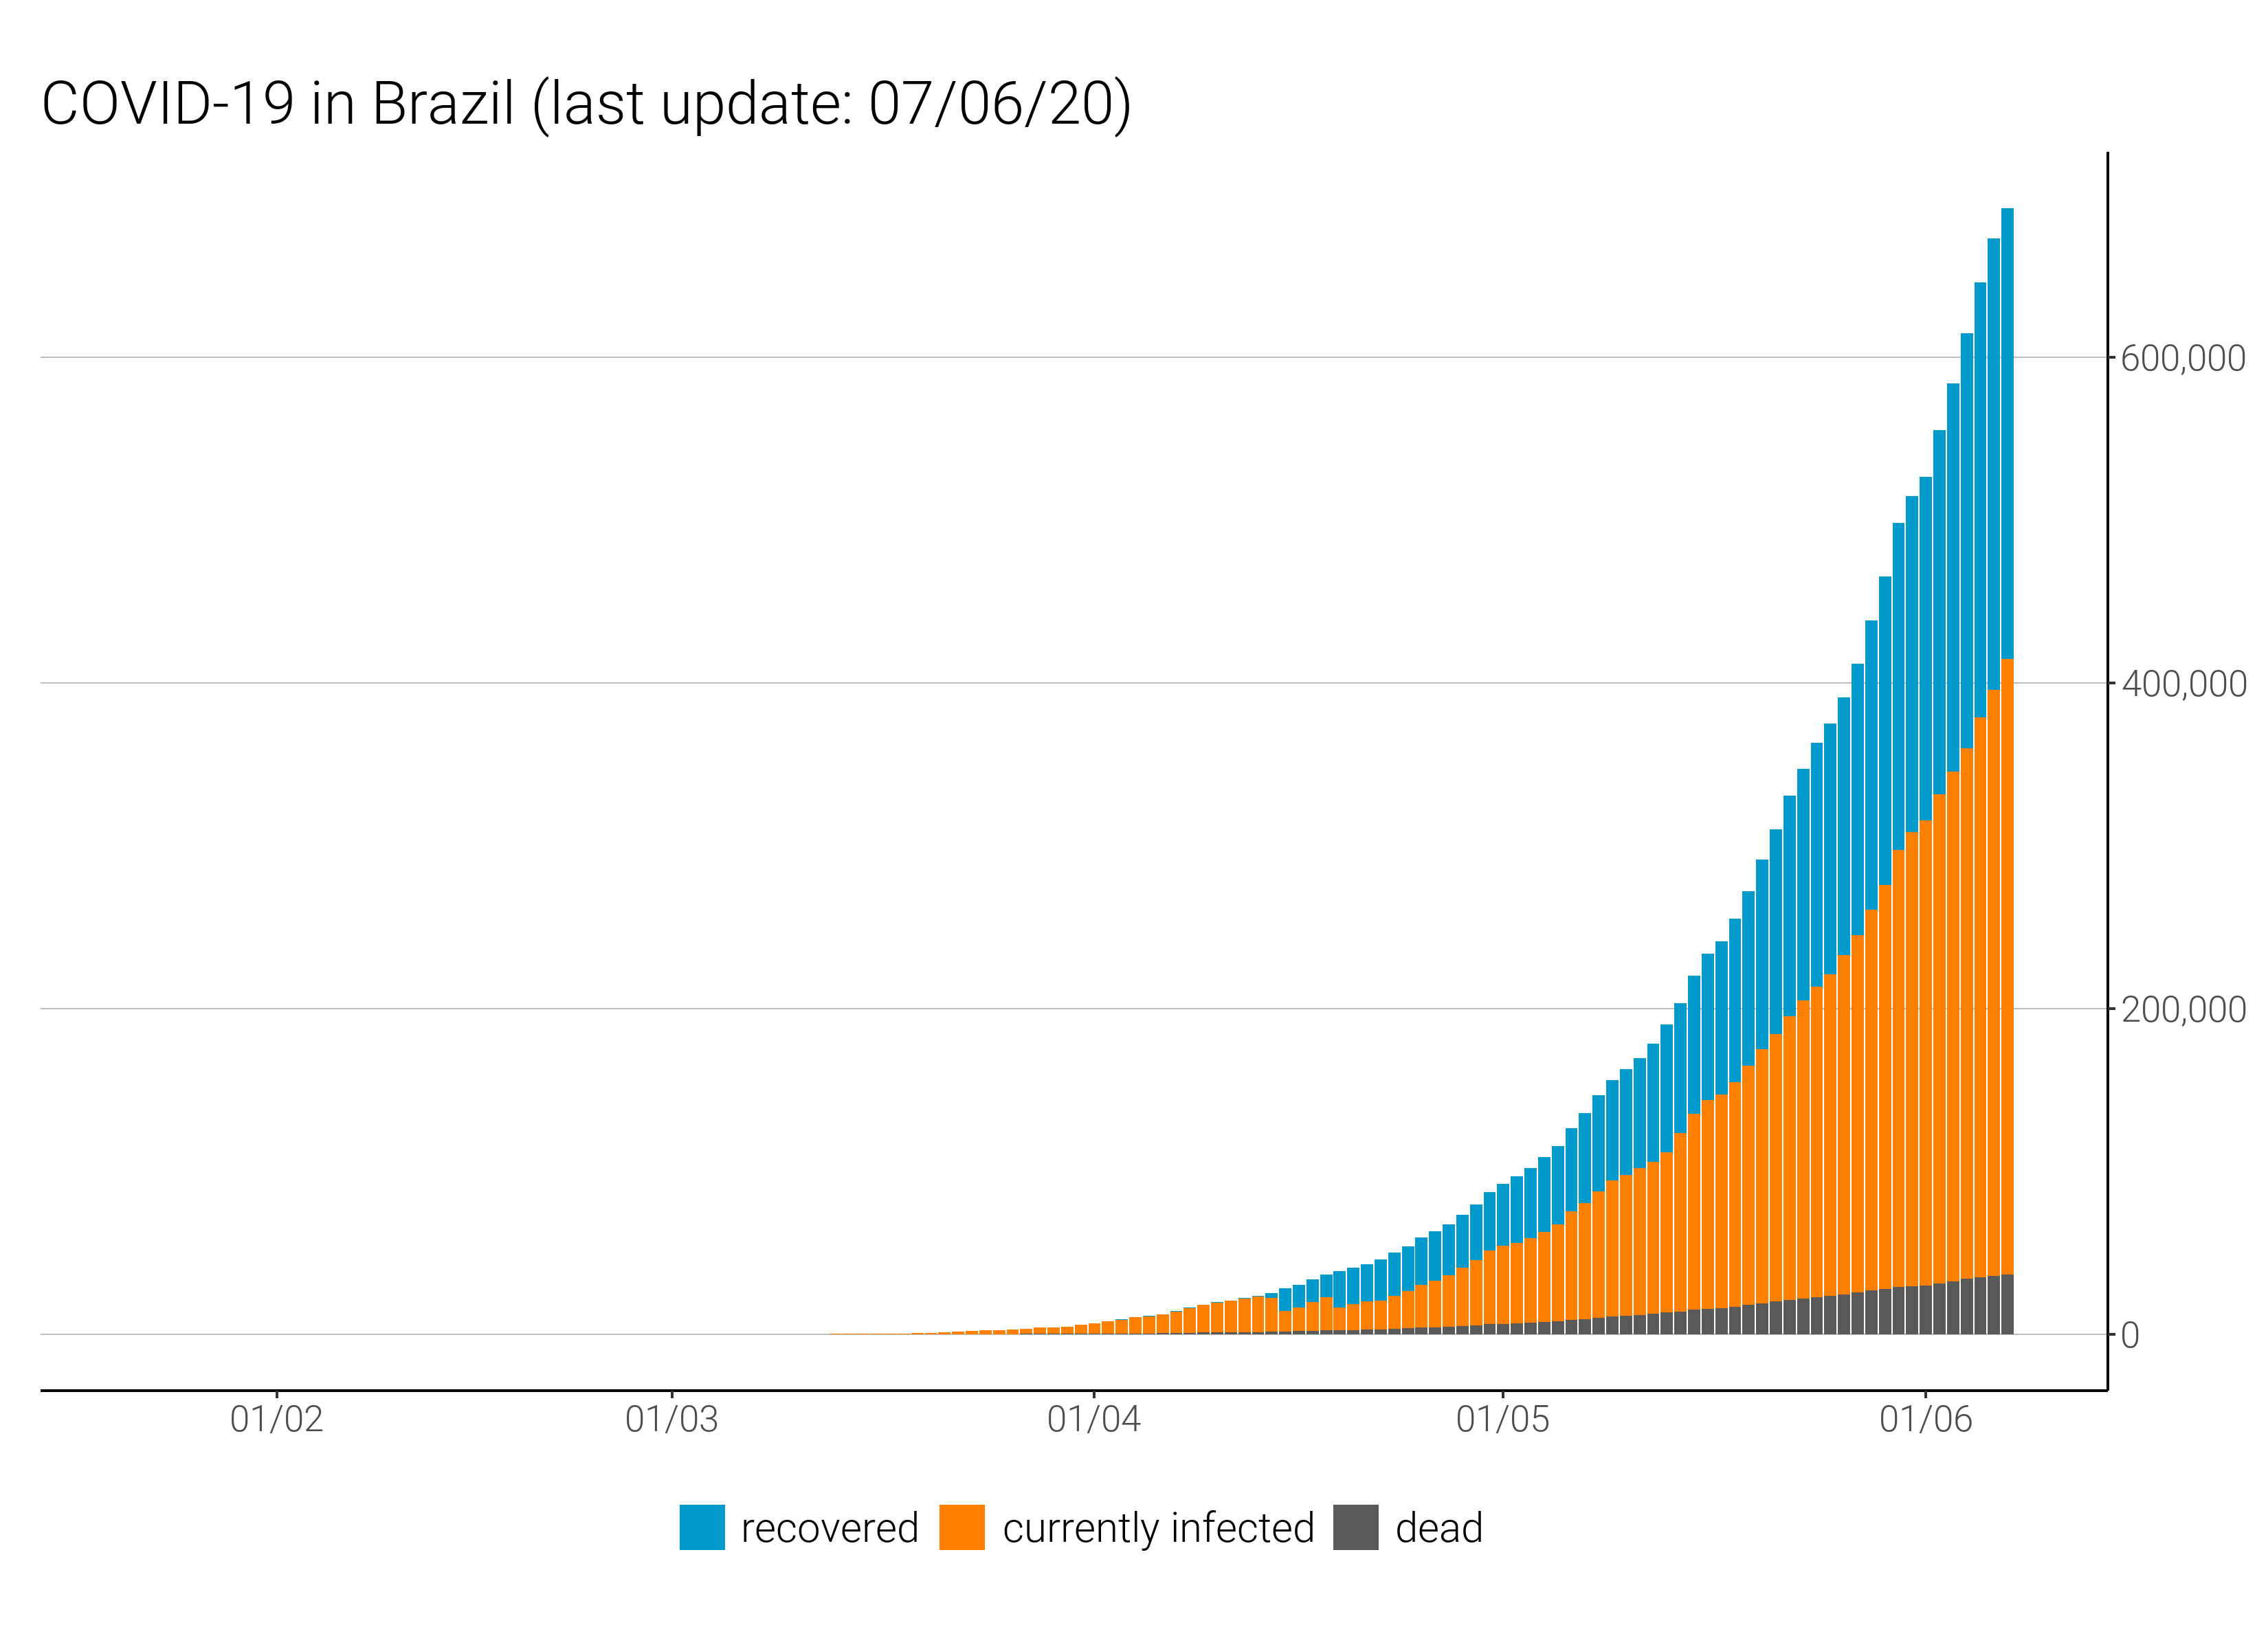 COVID-19 in Brazil (last update: 07/06/20)
600,000
400,000
200,000
0
01/02 01/03 01/04 01/05 01/06
recovered currently infected dead